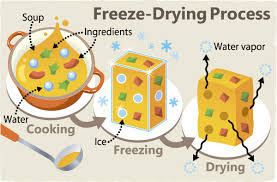 Freeze-Drying Process
Soup
Ingredients
Water
Cooking
Ice
Freezing
Water vapor
Drying